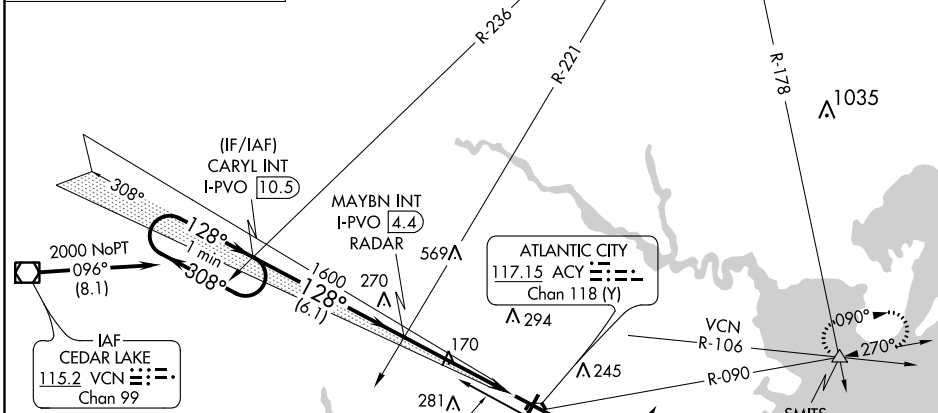 R-236
R-221
R-178
1035
(IF/IAF)
CARYL INT
I-PVO 10.5
308°
MAYBN INT
I-PVO 4.4
RADAR
128°
1 min
308°
2000 NoPT
096°
(8.1)
1600
128°
(6.1)
270
569
ATLANTIC CITY
117.15 ACY
Chan 118 (Y)
294
VCN
R-106
090°
270°
IAF
CEDAR LAKE
115.2 VCN
Chan 99
170
245
R-090
281
SMITS